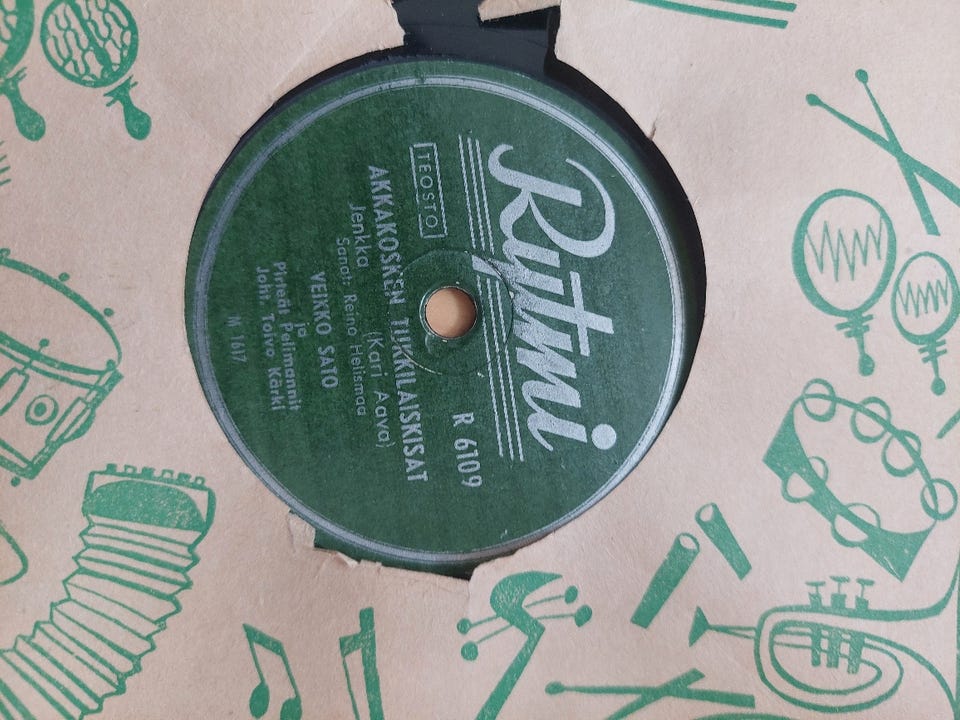 Rytmi
R 6109
TEOSTO
AKKAKOSKEN TUKKILAISKISAT
Jenkka (Kari Aava)
Sanat: Reino Helismaa
VEIKKO SATO
ja
Pirteät Pelimannit
Joht. Toivo Kärki
M 1617